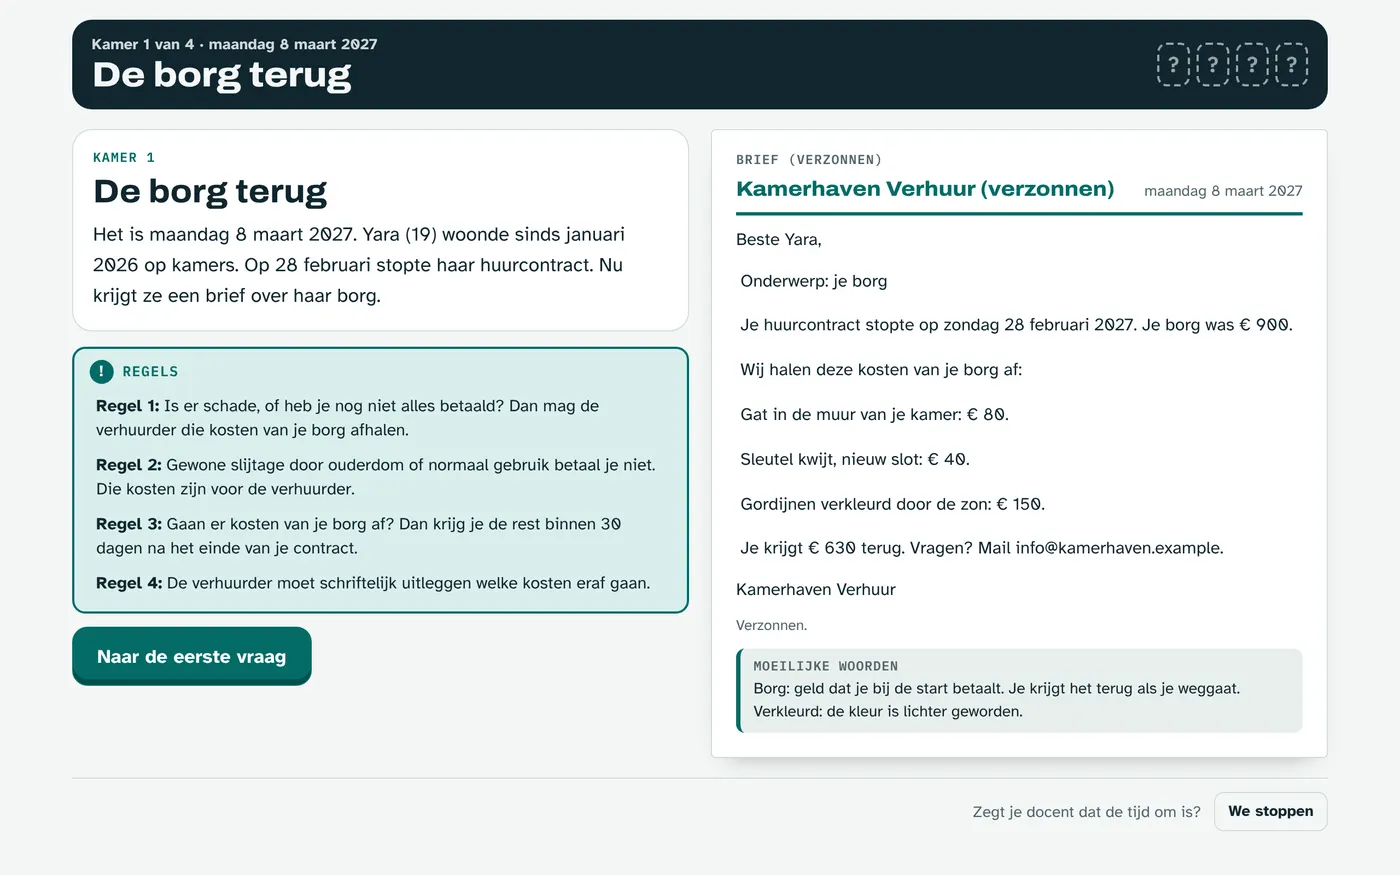 Kamer 1 van 4 · maandag 8 maart 2027
De borg terug
? ? ? ?
KAMER 1
De borg terug
Het is maandag 8 maart 2027. Yara (19) woonde sinds januari
2026 op kamers. Op 28 februari stopte haar huurcontract. Nu
krijgt ze een brief over haar borg.
! REGELS
Regel 1: Is er schade, of heb je nog niet alles betaald? Dan mag de
verhuurder die kosten van je borg afhalen.
Regel 2: Gewone slijtage door ouderdom of normaal gebruik betaal je niet.
Die kosten zijn voor de verhuurder.
Regel 3: Gaan er kosten van je borg af? Dan krijg je de rest binnen 30
dagen na het einde van je contract.
Regel 4: De verhuurder moet schriftelijk uitleggen welke kosten eraf gaan.
Naar de eerste vraag
BRIEF (VERZONNEN)
Kamerhaven Verhuur (verzonnen) maandag 8 maart 2027
Beste Yara,
Onderwerp: je borg
Je huurcontract stopte op zondag 28 februari 2027. Je borg was € 900.
Wij halen deze kosten van je borg af:
Gat in de muur van je kamer: € 80.
Sleutel kwijt, nieuw slot: € 40.
Gordijnen verkleurd door de zon: € 150.
Je krijgt € 630 terug. Vragen? Mail info@kamerhaven.example.
Kamerhaven Verhuur
Verzonnen.
MOEILIJKE WOORDEN
Borg: geld dat je bij de start betaalt. Je krijgt het terug als je weggaat.
Verkleurd: de kleur is lichter geworden.
Zegt je docent dat de tijd om is? We stoppen